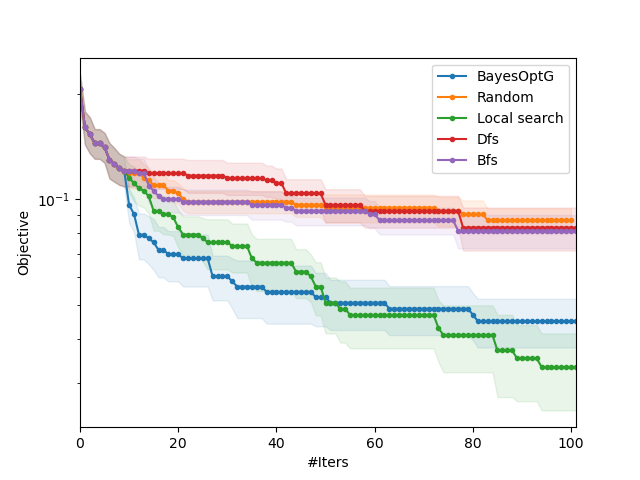 BayesOptG
Random
Local search
Dfs
Bfs
10⁻¹
Objective
0 20 40 60 80 100
#Iters